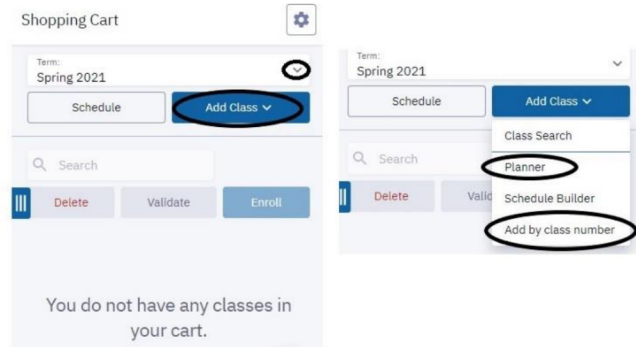 Shopping Cart
Term:
Spring 2021
Schedule
Add Class
Search
Delete
Validate
Enroll
You do not have any classes in
your cart.
Term:
Spring 2021
Schedule
Add Class
Class Search
Search
Planner
Delete
Valid
Schedule Builder
Add by class number